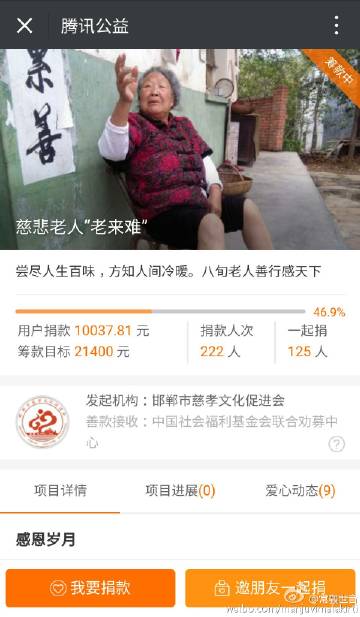 腾讯公益
筹款中
善
慈悲老人“老来难”
尝尽人生百味，方知人间冷暖。八旬老人善行感天下
46.9%
用户捐款 10037.81 元
捐款人次
一起捐
筹款目标 21400 元
222 人
125 人
发起机构：邯郸市慈孝文化促进会
善款接收：中国社会福利基金会联合劝募中
心
项目详情
项目进展(0)
爱心动态(9)
感恩岁月
我要捐款
邀朋友一起捐